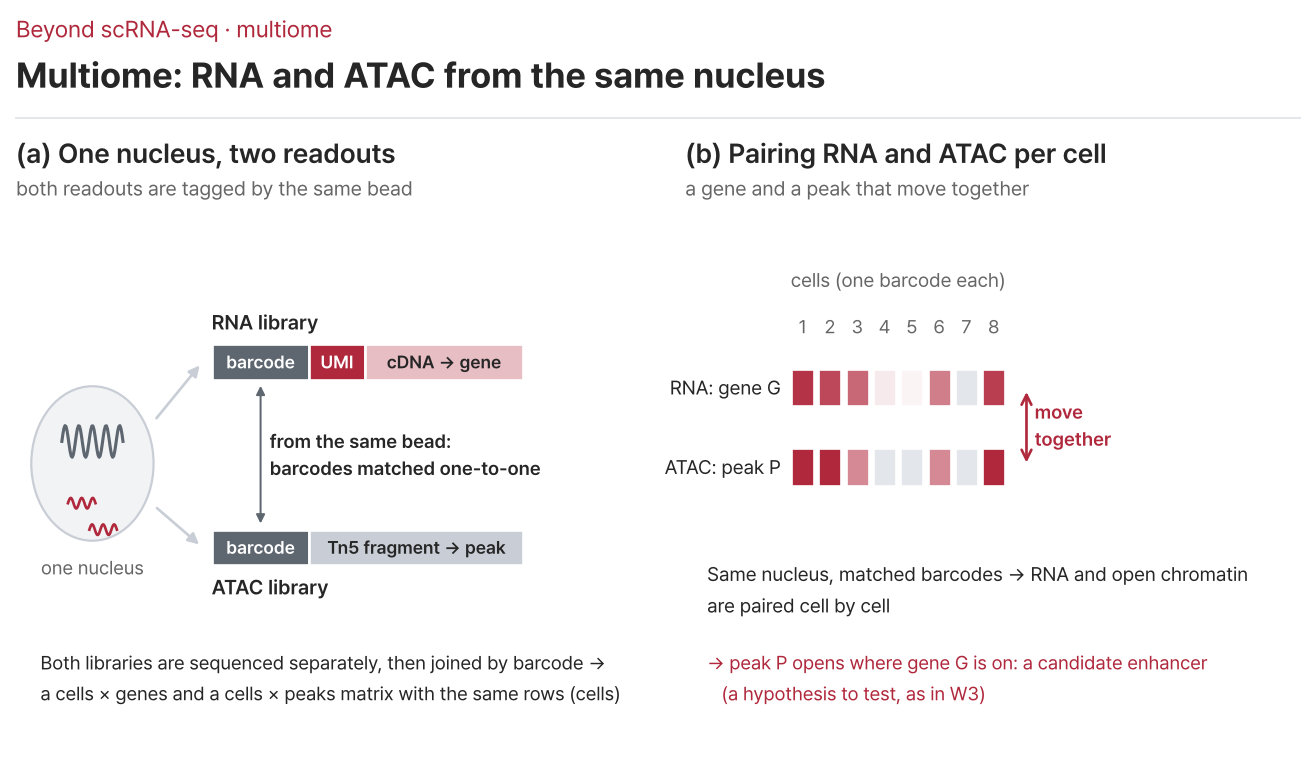 Beyond scRNA-seq · multiome
Multiome: RNA and ATAC from the same nucleus
(a) One nucleus, two readouts
both readouts are tagged by the same bead
RNA library
barcode UMI cDNA → gene
from the same bead:
barcodes matched one-to-one
one nucleus
barcode Tn5 fragment → peak
ATAC library
Both libraries are sequenced separately, then joined by barcode →
a cells × genes and a cells × peaks matrix with the same rows (cells)
(b) Pairing RNA and ATAC per cell
a gene and a peak that move together
cells (one barcode each)
1 2 3 4 5 6 7 8
RNA: gene G
move
together
ATAC: peak P
Same nucleus, matched barcodes → RNA and open chromatin
are paired cell by cell
→ peak P opens where gene G is on: a candidate enhancer
(a hypothesis to test, as in W3)